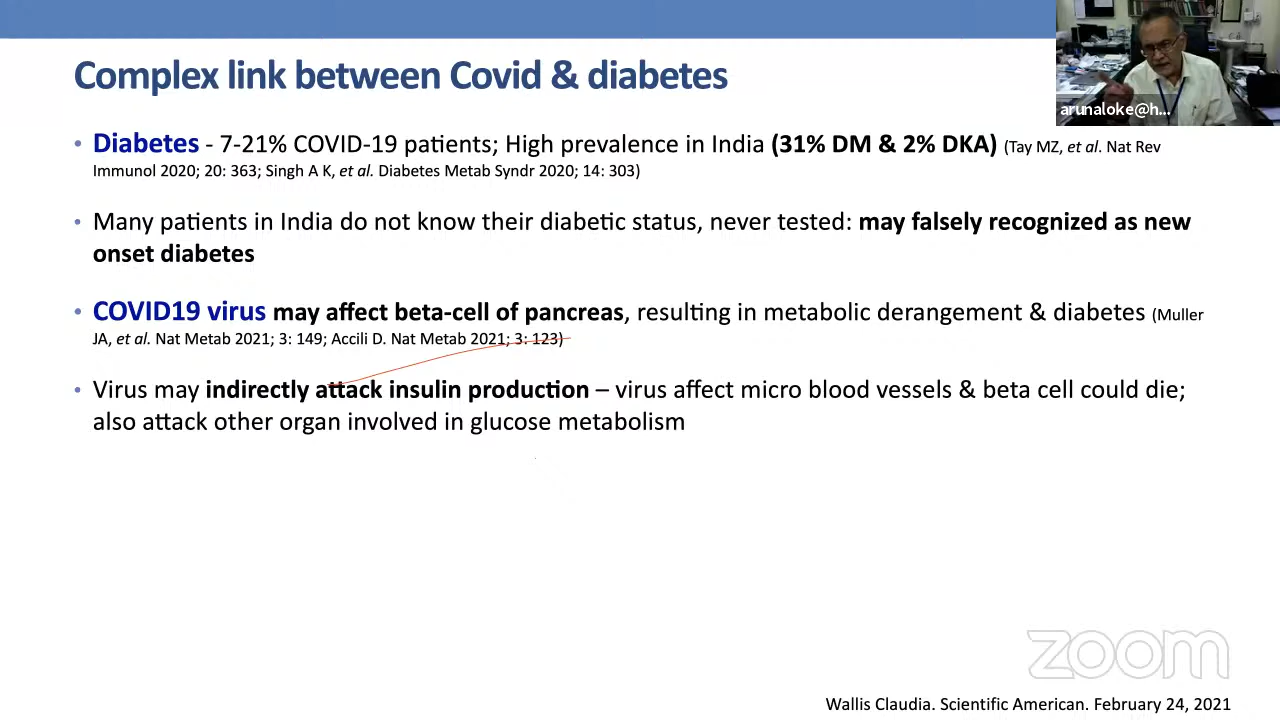 Complex link between Covid & diabetes
arunaloke@h...
• Diabetes - 7-21% COVID-19 patients; High prevalence in India (31% DM & 2% DKA) (Tay MZ, et al. Nat Rev
Immunol 2020; 20: 363; Singh A K, et al. Diabetes Metab Syndr 2020; 14: 303)
• Many patients in India do not know their diabetic status, never tested: may falsely recognized as new
onset diabetes
• COVID19 virus may affect beta-cell of pancreas, resulting in metabolic derangement & diabetes (Muller
JA, et al. Nat Metab 2021; 3: 149; Accili D. Nat Metab 2021; 3: 123)
• Virus may indirectly attack insulin production – virus affect micro blood vessels & beta cell could die;
also attack other organ involved in glucose metabolism
zoom
Wallis Claudia. Scientific American. February 24, 2021